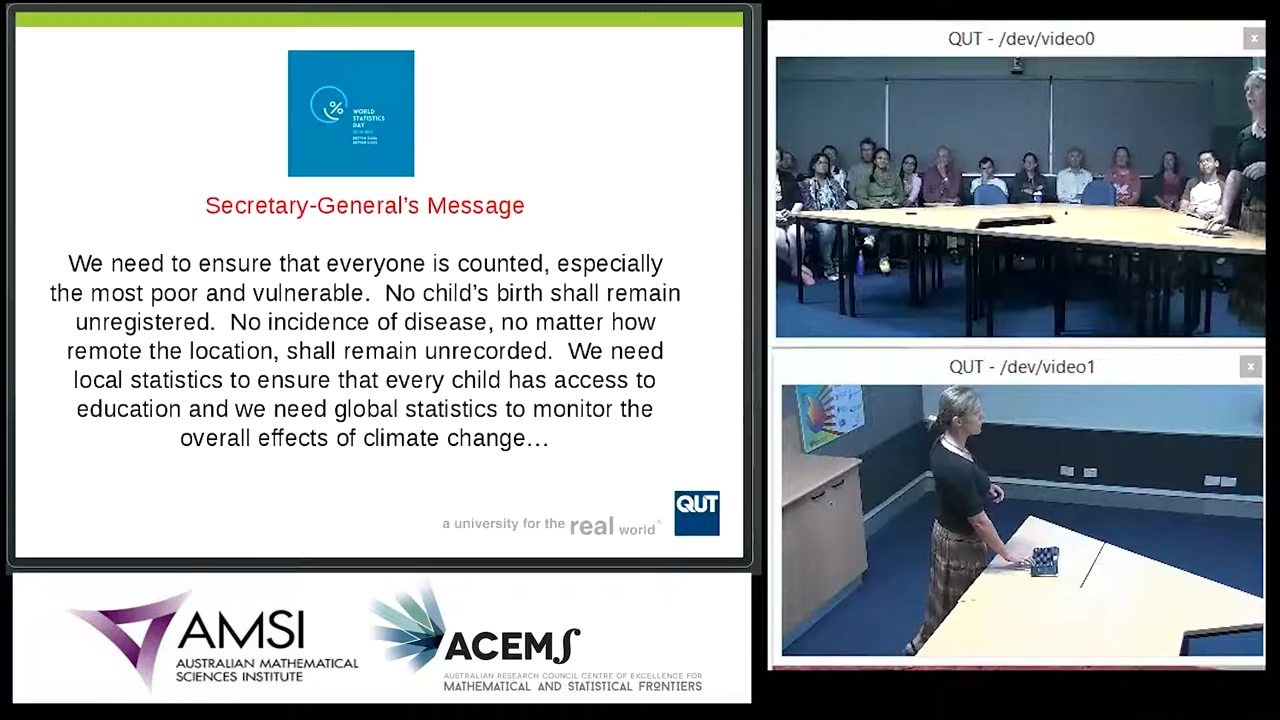 WORLD
STATISTICS
DAY
BETTER DATA.
BETTER LIVES.
Secretary-General’s Message
We need to ensure that everyone is counted, especially
the most poor and vulnerable.  No child’s birth shall remain
unregistered.  No incidence of disease, no matter how
remote the location, shall remain unrecorded.  We need
local statistics to ensure that every child has access to
education and we need global statistics to monitor the
overall effects of climate change…
a university for the real world
QUT
AMSI
AUSTRALIAN MATHEMATICAL
SCIENCES INSTITUTE
ACEMS
AUSTRALIAN RESEARCH COUNCIL CENTRE OF EXCELLENCE FOR
MATHEMATICAL AND STATISTICAL FRONTIERS
QUT - /dev/video0
QUT - /dev/video1